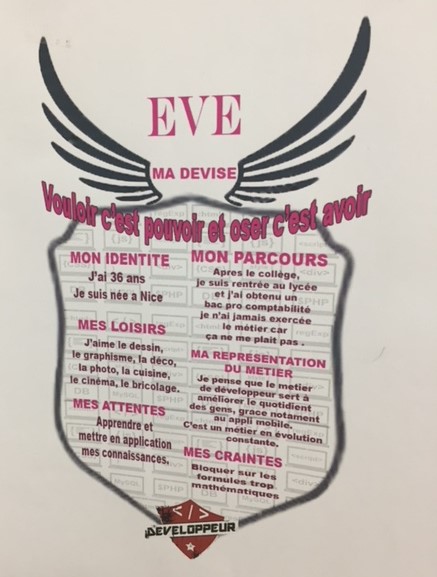 EVE
MA DEVISE
Vouloir c'est pouvoir et oser c'est avoir
MON IDENTITE
J'ai 36 ans
Je suis née a Nice
MES LOISIRS
J'aime le dessin,
le graphisme, la déco,
la photo, la cuisine,
le cinéma, le bricolage.
MES ATTENTES
Apprendre et
mettre en application
mes connaissances.
MON PARCOURS
Apres le collège,
je suis rentrée au lycée
et j'ai obtenu un
bac pro comptabilité
je n'ai jamais exercée
le métier car
ça ne me plait pas .
MA REPRESENTATION
DU METIER
Je pense que le metier
de développeur sert à
améliorer le quotidient
des gens, grace notament
au appli mobile.
C'est un métier en évolution
constante.
MES CRAINTES
Bloquer sur les
formules trop
mathématiques
</>
DEVELOPPEUR